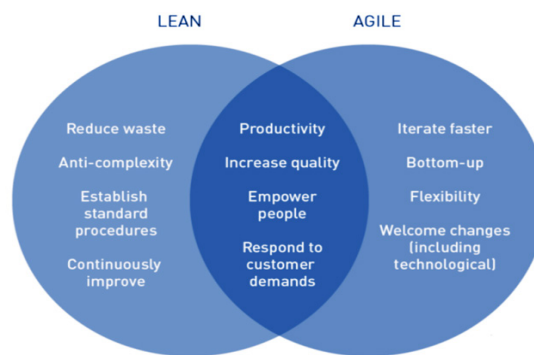 LEAN
AGILE
Reduce waste
Anti-complexity
Establish
standard
procedures
Continuously
improve
Productivity
Increase quality
Empower
people
Respond to
customer
demands
Iterate faster
Bottom-up
Flexibility
Welcome changes
(including
technological)